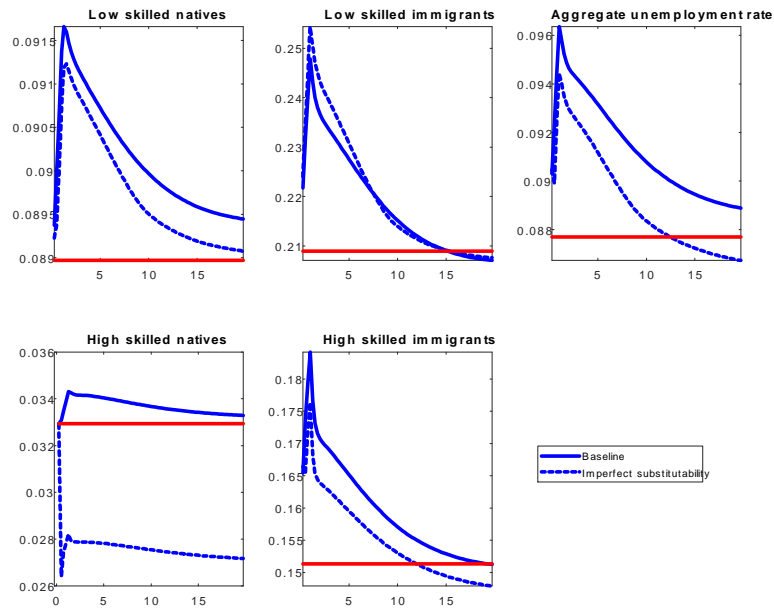 Low skilled natives
0.0915
0.091
0.0905
0.09
0.0895
0.089
5 10 15
Low skilled immigrants
0.25
0.24
0.23
0.22
0.21
5 10 15
Aggregate unemployment rate
0.096
0.094
0.092
0.09
0.088
5 10 15
High skilled natives
0.036
0.034
0.032
0.03
0.028
0.026
0 5 10 15
High skilled immigrants
0.18
0.175
0.17
0.165
0.16
0.155
0.15
5 10 15
Baseline
Imperfect substitutability